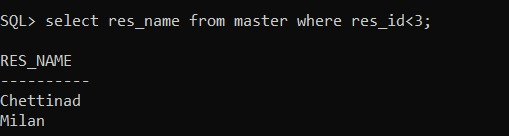 SQL> select res_name from master where res_id<3;
RES_NAME
----------
Chettinad
Milan